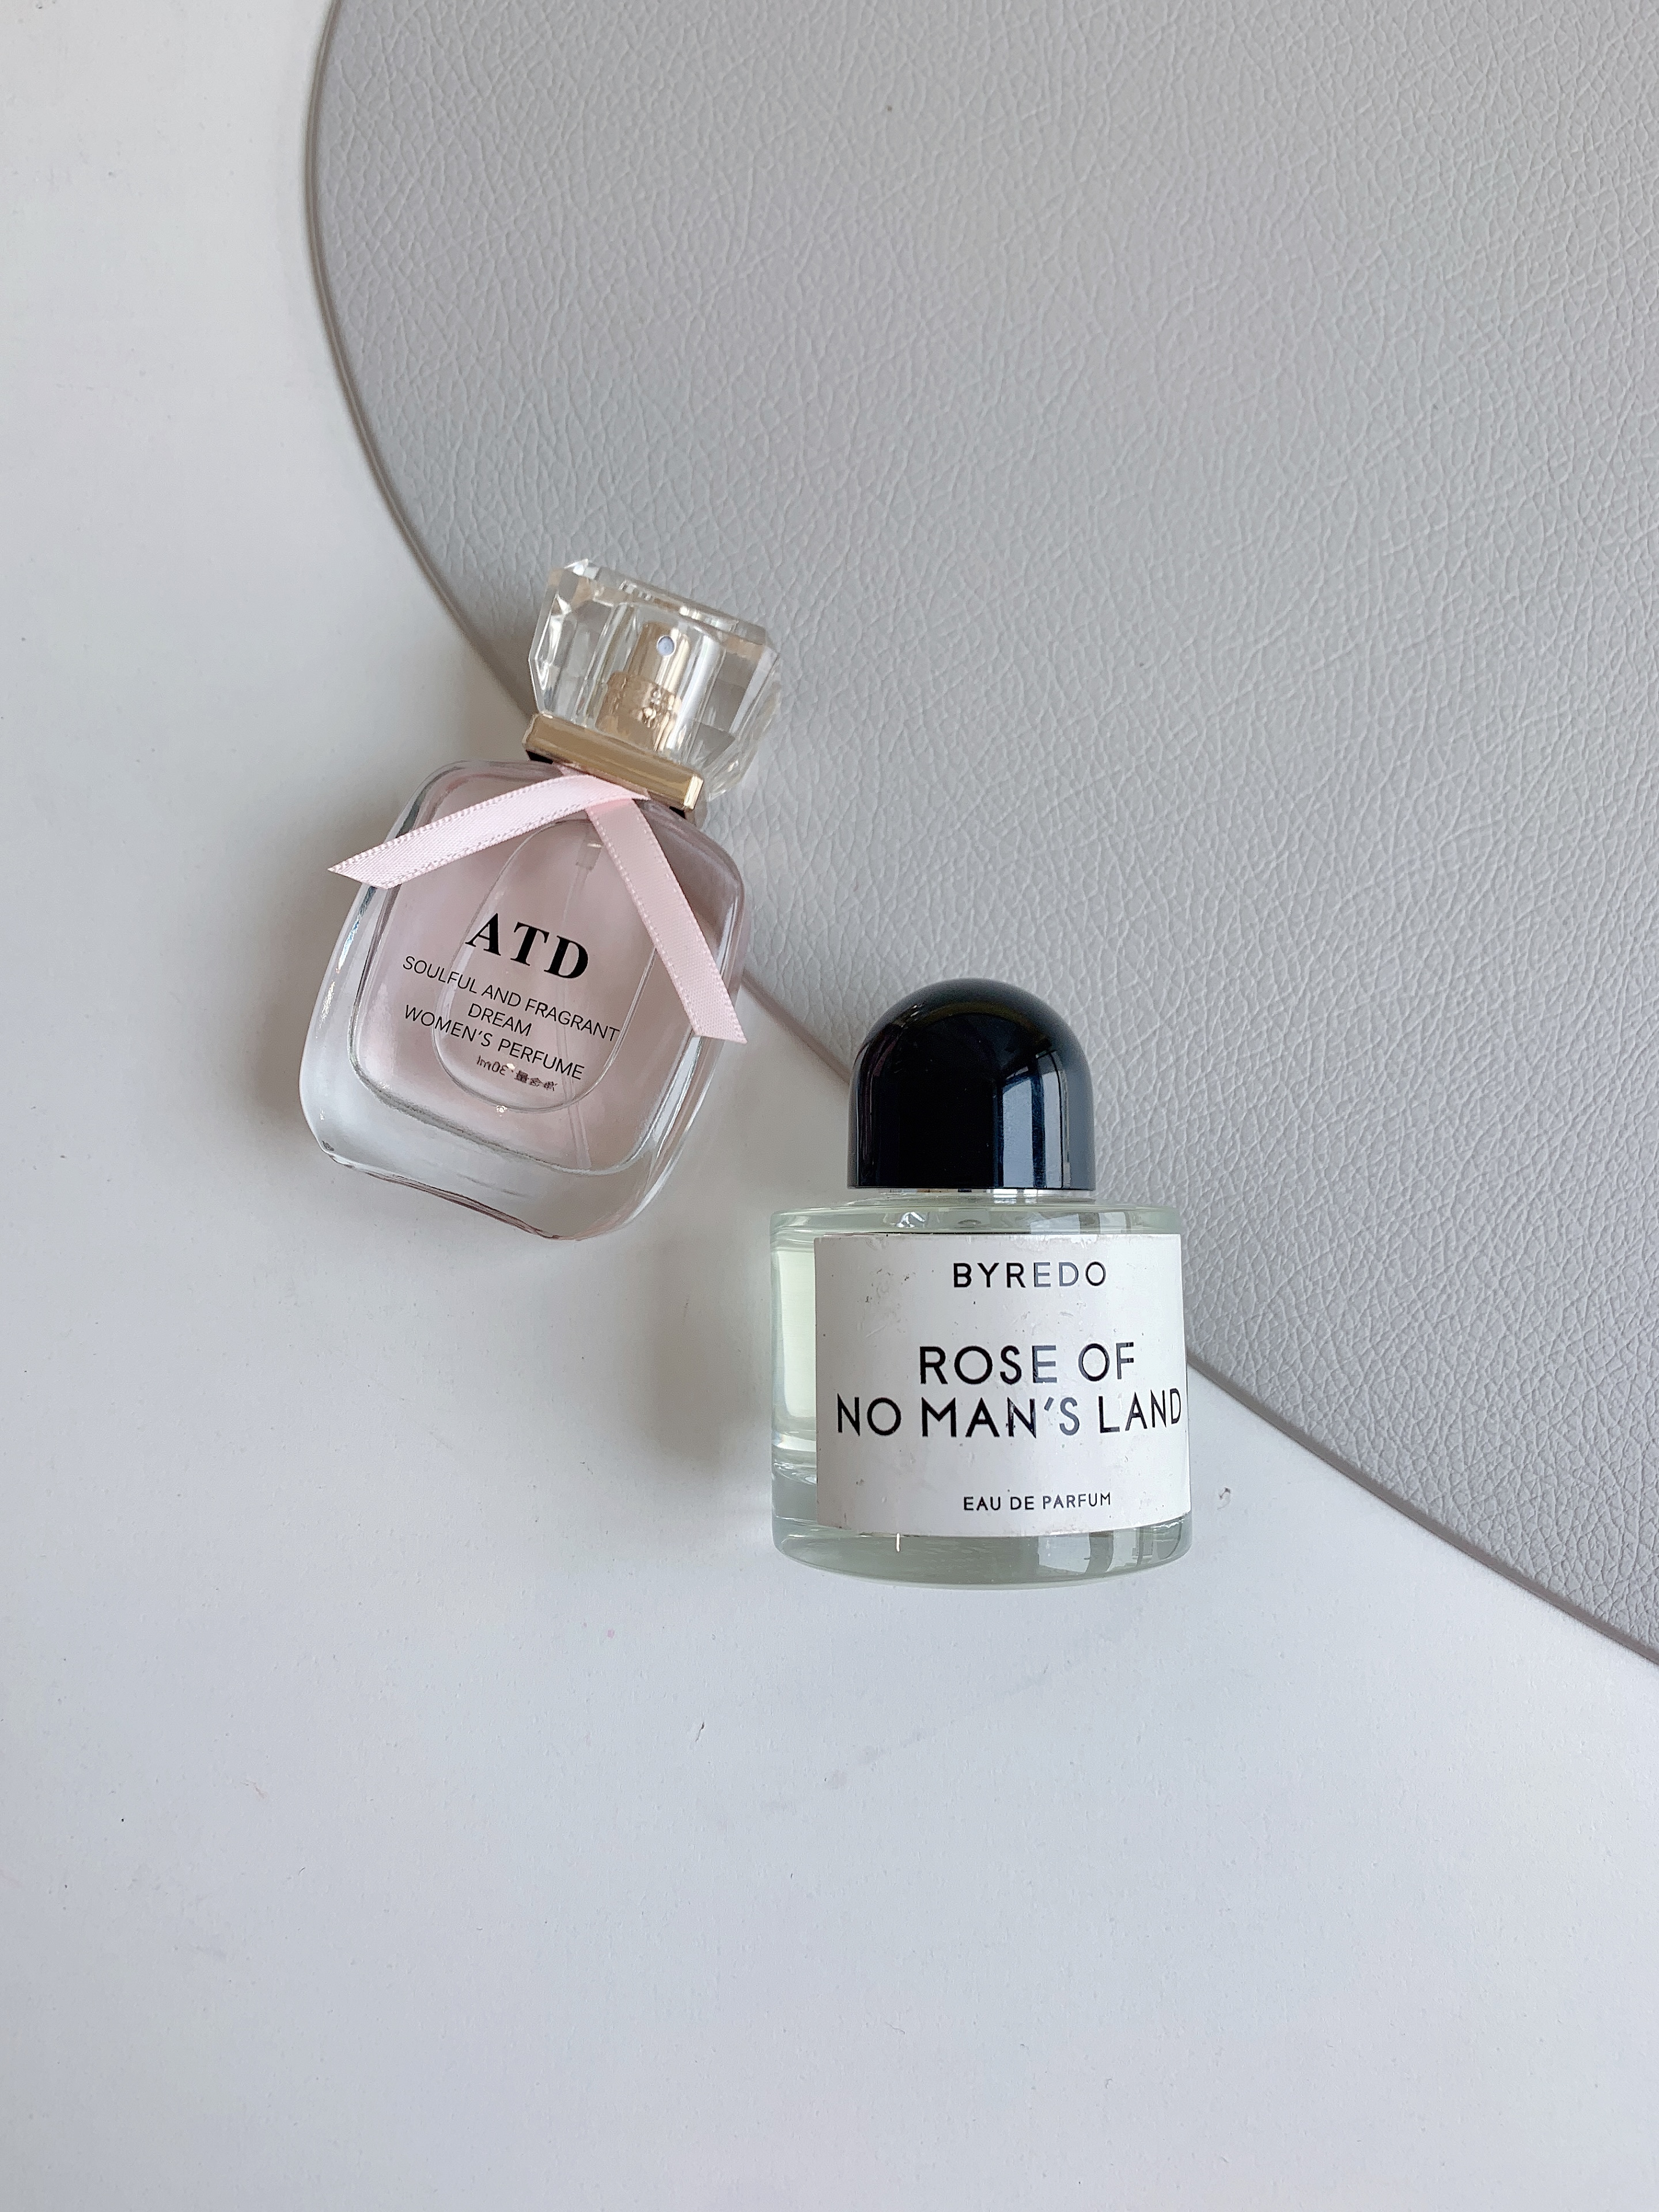 ATD
SOULFUL AND FRAGRANT
DREAM
WOMEN'S PERFUME
BYREDO
ROSE OF
NO MAN'S LAND
EAU DE PARFUM